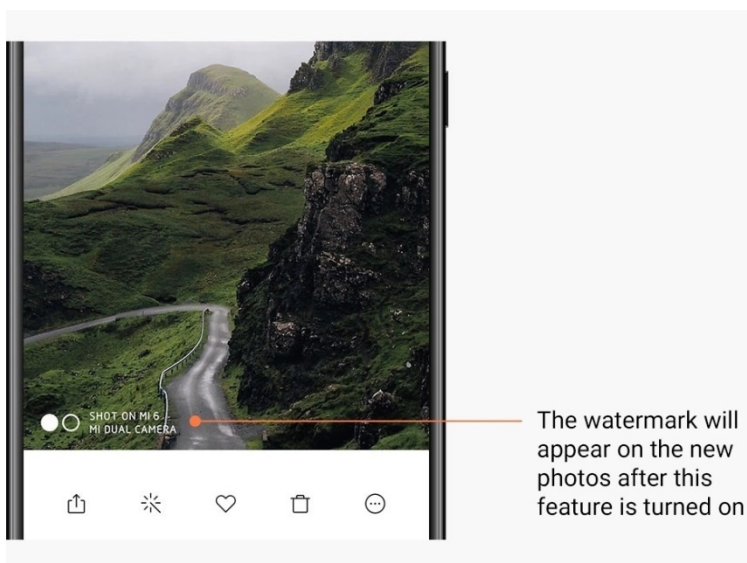 SHOT ON MI 6
MI DUAL CAMERA
The watermark will
appear on the new
photos after this
feature is turned on